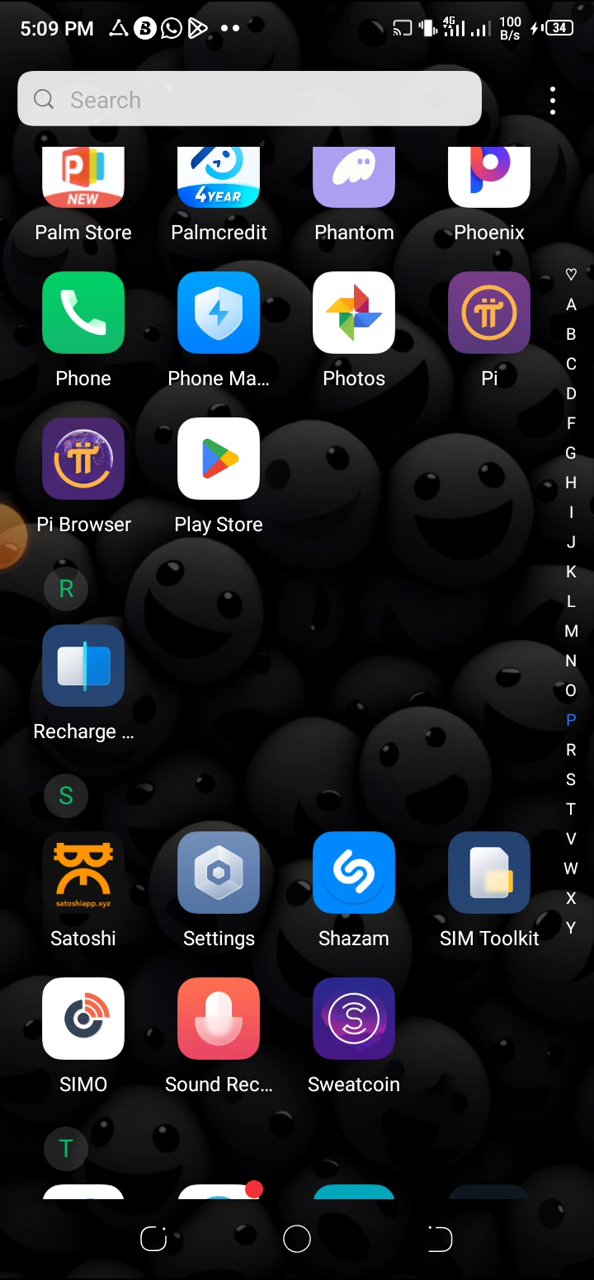 5:09 PM 4G 100 B/s 34
Search
NEW 4YEAR
Palm Store Palmcredit Phantom Phoenix
Phone Phone Ma... Photos Pi
Pi Browser Play Store
R
Recharge ...
S
satoshiapp.xyz
Satoshi Settings Shazam SIM Toolkit
SIMO Sound Rec... Sweatcoin
T
A
B
C
D
F
G
H
I
J
K
L
M
N
O
P
R
S
T
V
W
X
Y